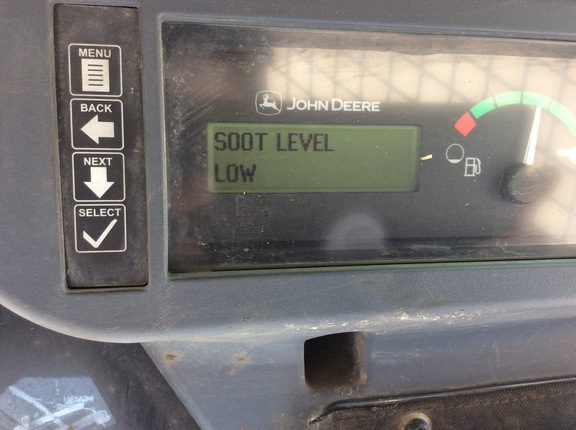 MENU
BACK
NEXT
SELECT
JOHN DEERE
SOOT LEVEL
LOW